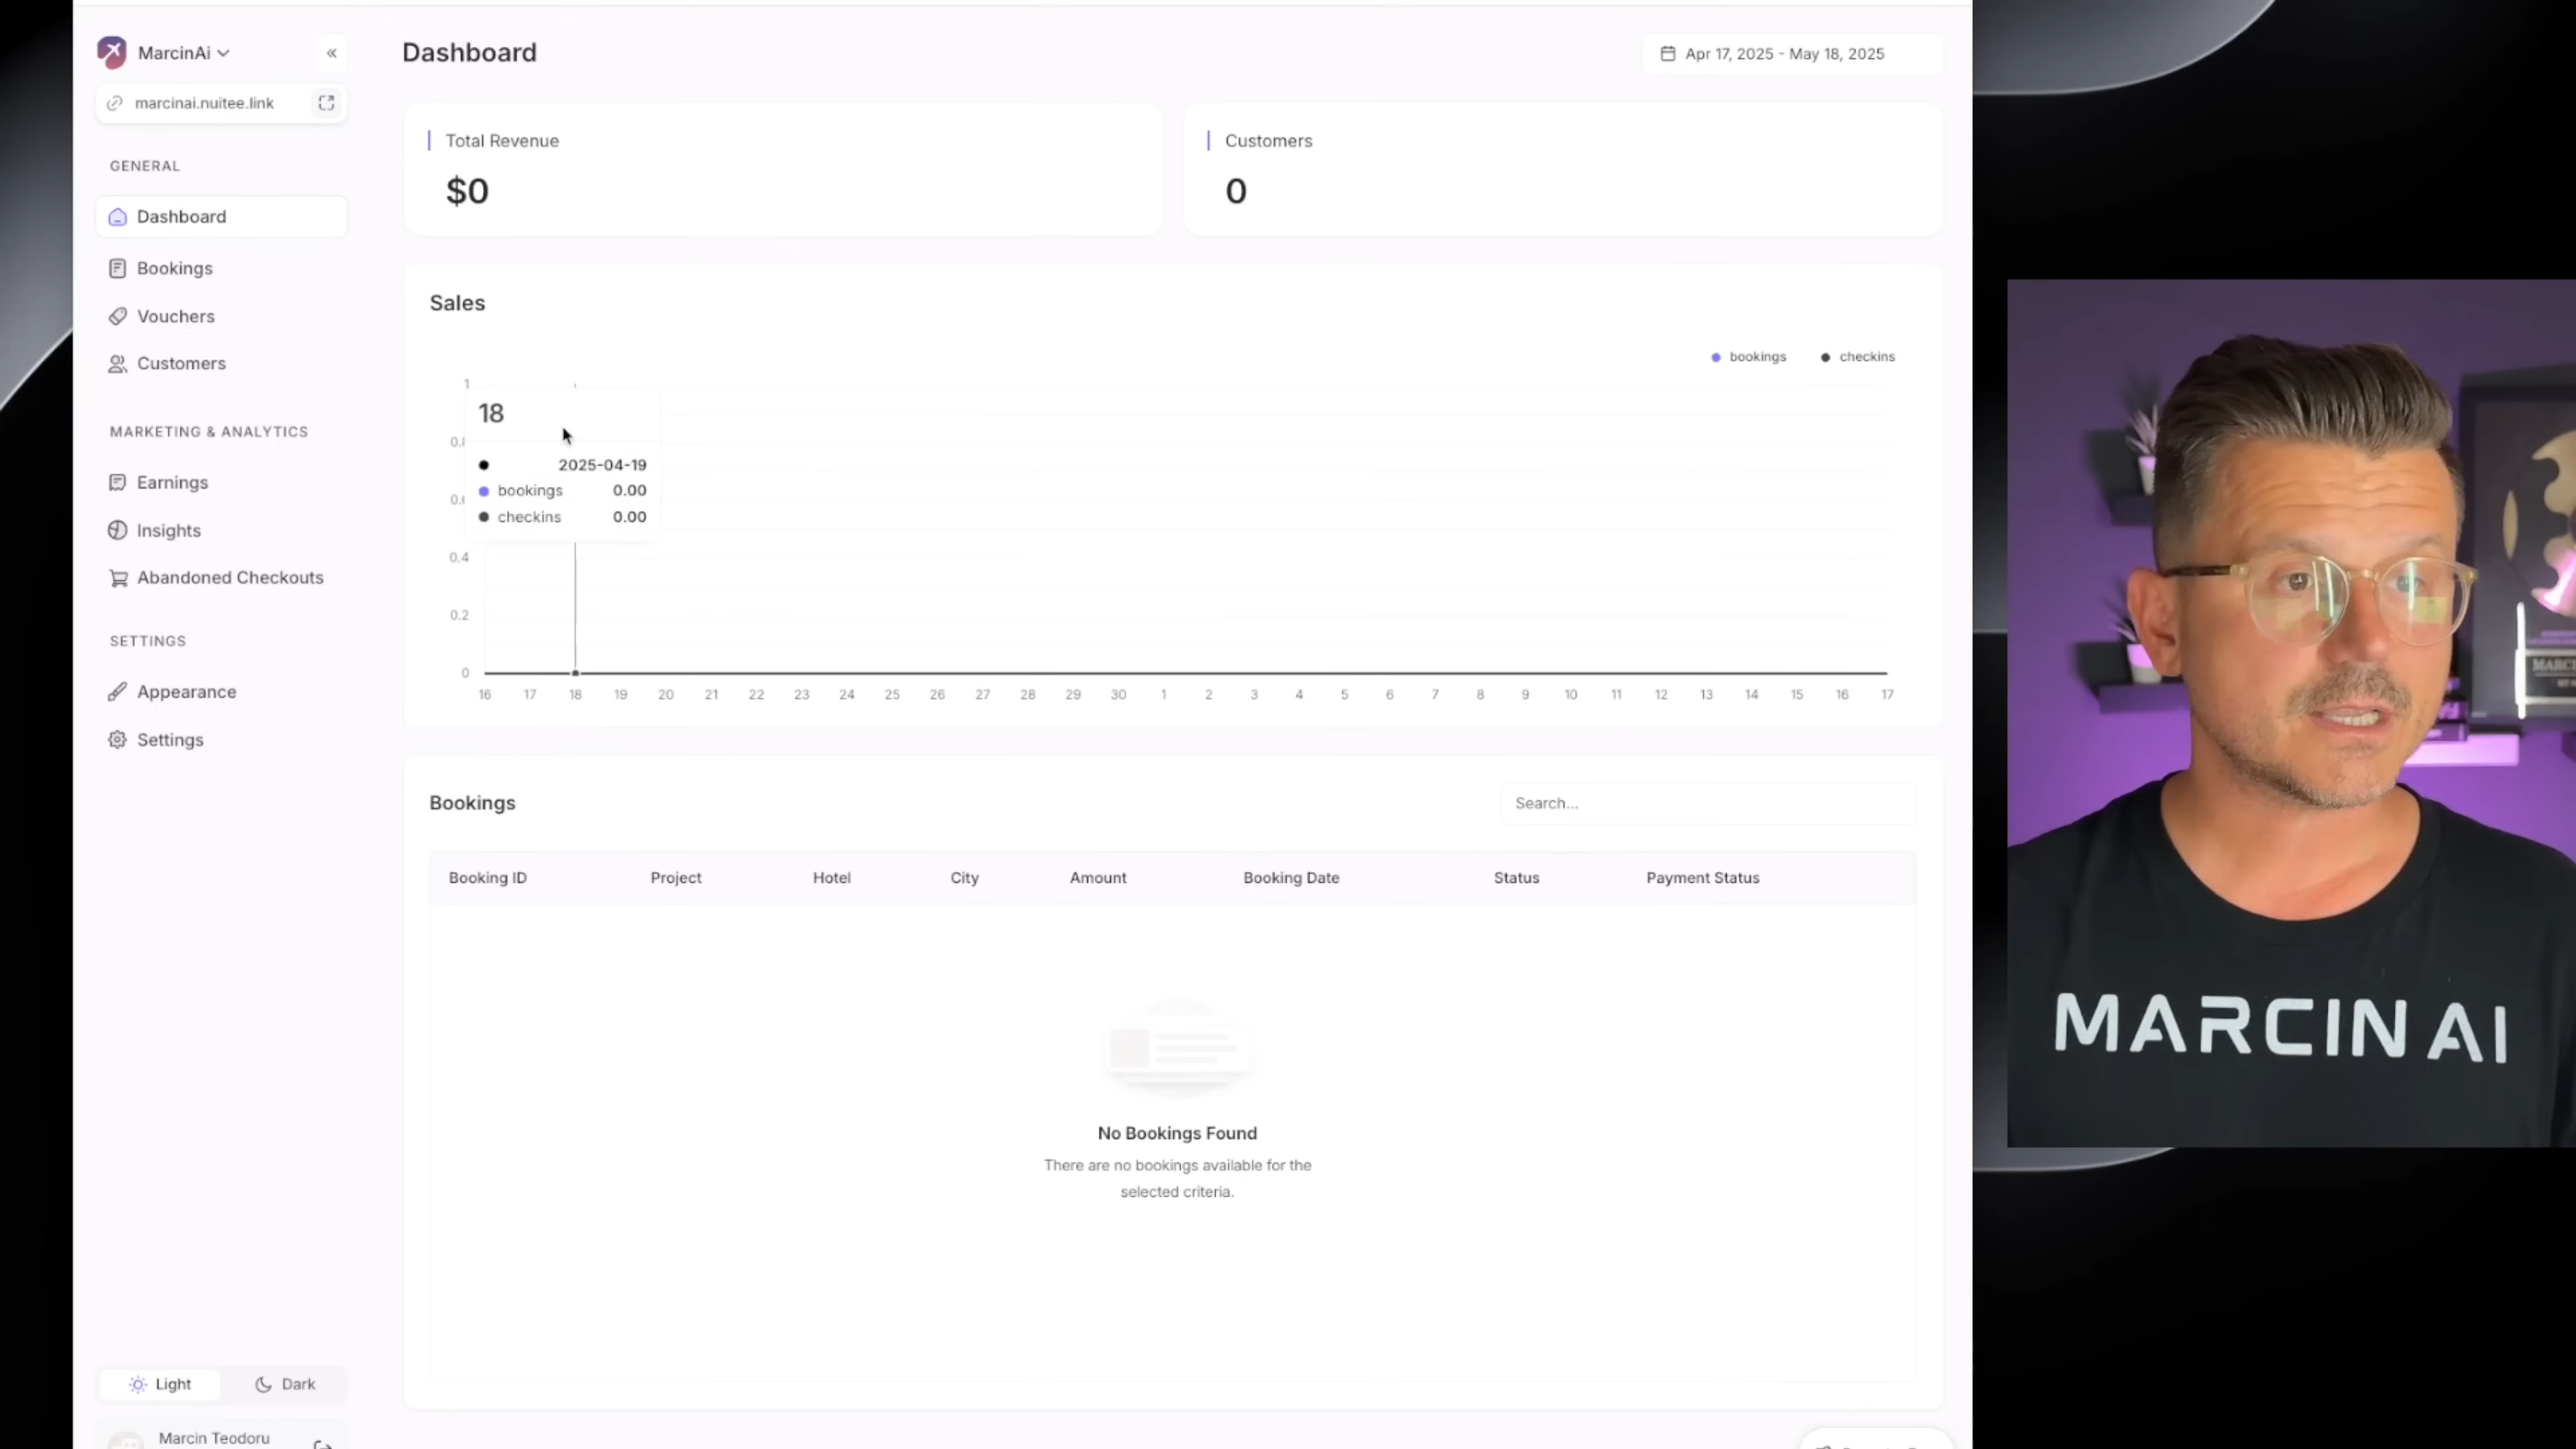 MarcinAi
marcinai.nuitee.link
GENERAL
Dashboard
Bookings
Vouchers
Customers
MARKETING & ANALYTICS
Earnings
Insights
Abandoned Checkouts
SETTINGS
Appearance
Settings
Light
Dark
Marcin Teodoru
Dashboard
Apr 17, 2025 - May 18, 2025
Total Revenue
$0
Customers
0
Sales
bookings
checkins
1
0.4
0.2
0
18
2025-04-19
bookings 0.00
checkins 0.00
16 17 18 19 20 21 22 23 24 25 26 27 28 29 30 1 2 3 4 5 6 7 8 9 10 11 12 13 14 15 16 17
Bookings
Search...
Booking ID Project Hotel City Amount Booking Date Status Payment Status
No Bookings Found
There are no bookings available for the
selected criteria.
MARCIN AI